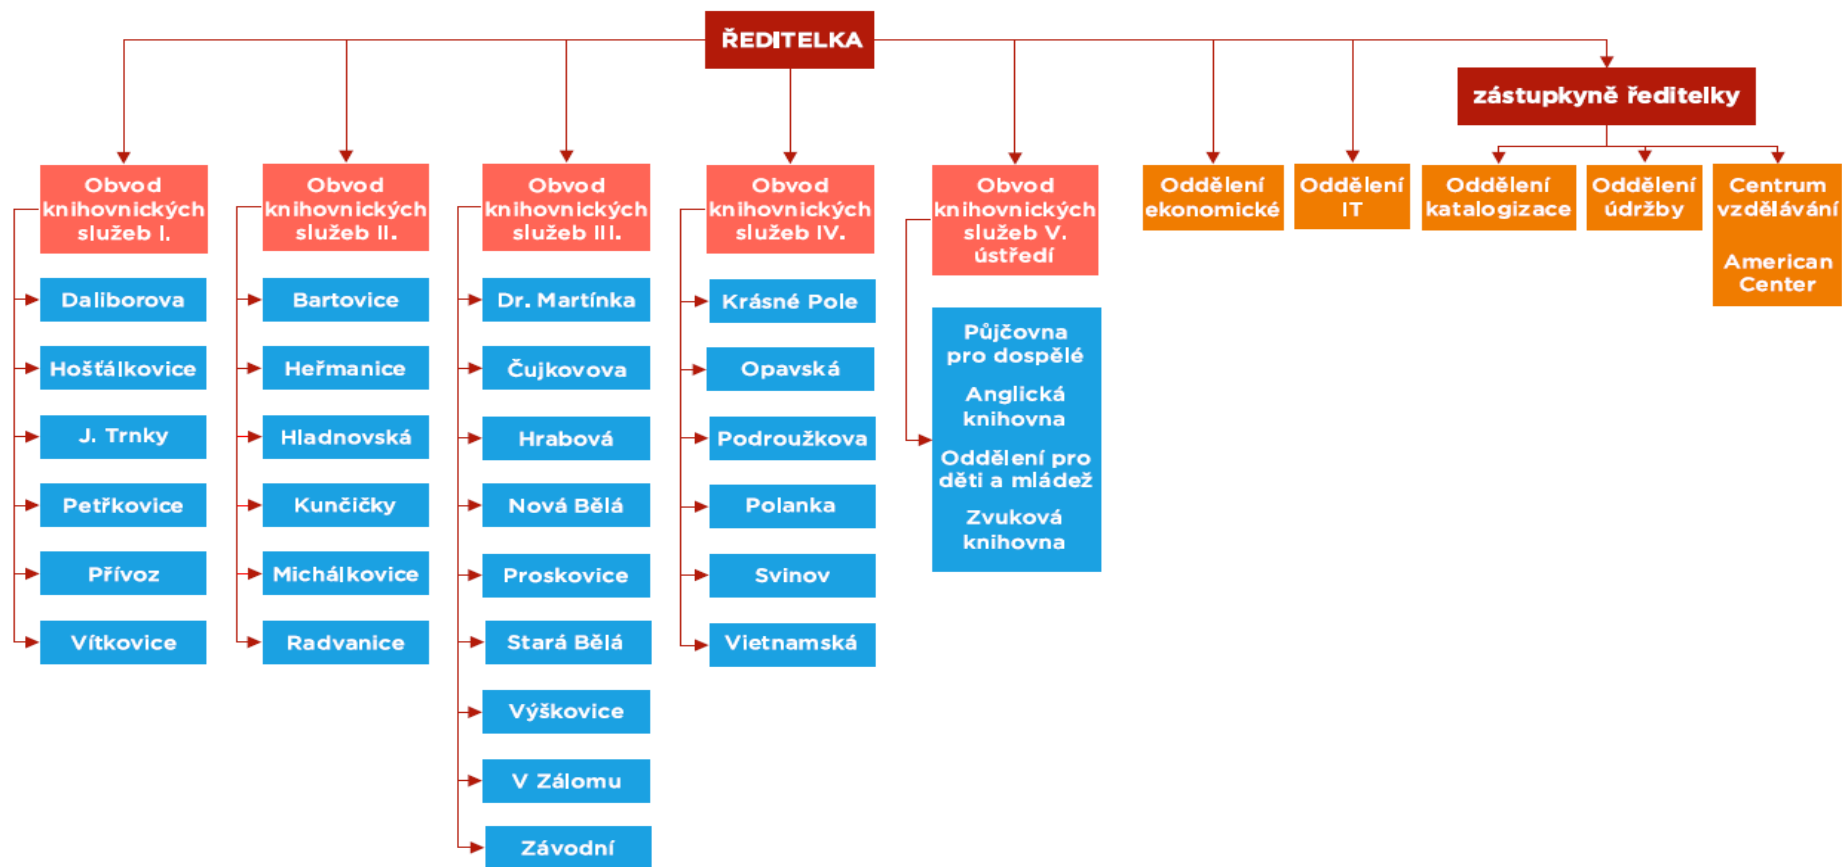 ŘEDITELKA
zástupkyně ředitelky
Obvod
knihovnických
služeb I.
Daliborova
Hošťálkovice
J. Trnky
Petřkovice
Přívoz
Vítkovice
Obvod
knihovnických
služeb II.
Bartovice
Heřmanice
Hladnovská
Kunčičky
Michálkovice
Radvanice
Obvod
knihovnických
služeb III.
Dr. Martínka
Čujkovova
Hrabová
Nová Bělá
Proskovice
Stará Bělá
Výškovice
V Zálomu
Závodní
Obvod
knihovnických
služeb IV.
Krásné Pole
Opavská
Podroužkova
Polanka
Svinov
Vietnamská
Obvod
knihovnických
služeb V.
ústředí
Půjčovna
pro dospělé
Anglická
knihovna
Oddělení pro
děti a mládež
Zvuková
knihovna
Oddělení
ekonomické
Oddělení
IT
Oddělení
katalogizace
Oddělení
údržby
Centrum
vzdělávání
American
Center